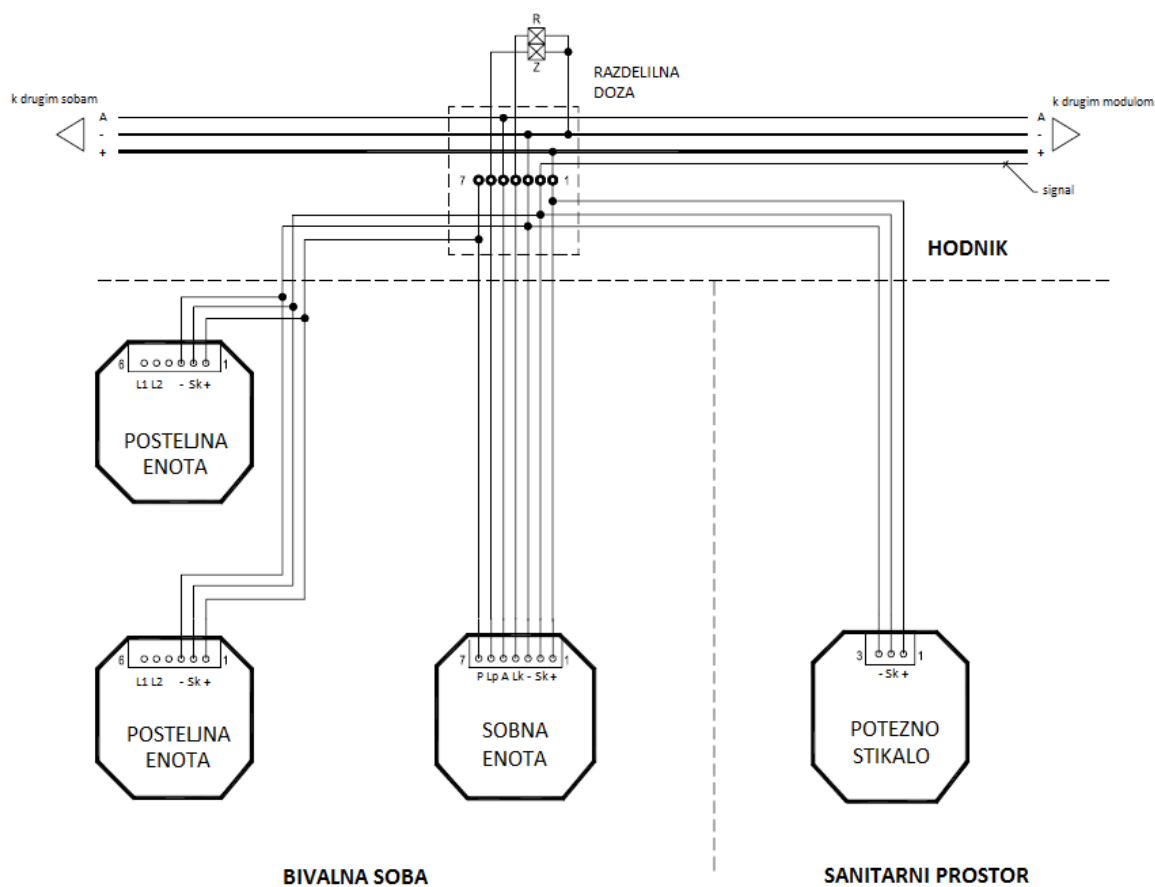 R
Z
RAZDELILNA
DOZA
k drugim sobam
k drugim modulom
A
-
+
A
-
+
7
1
signal
HODNIK
6
1
L1 L2 - Sk +
POSTELJNA
ENOTA
6
1
L1 L2 - Sk +
POSTELJNA
ENOTA
7
1
P Lp A Lk - Sk +
SOBNA
ENOTA
3
1
- Sk +
POTEZNO
STIKALO
BIVALNA SOBA
SANITARNI PROSTOR